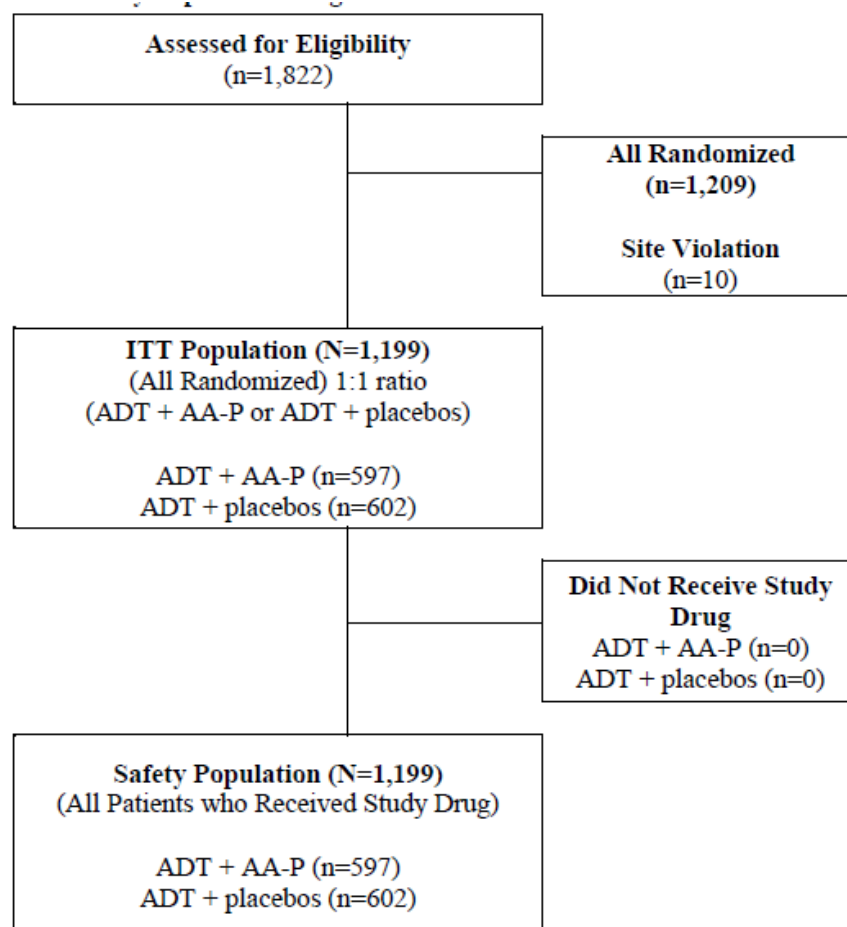 Assessed for Eligibility
(n=1,822)
All Randomized
(n=1,209)
Site Violation
(n=10)
ITT Population (N=1,199)
(All Randomized) 1:1 ratio
(ADT + AA-P or ADT + placebos)
ADT + AA-P (n=597)
ADT + placebos (n=602)
Did Not Receive Study
Drug
ADT + AA-P (n=0)
ADT + placebos (n=0)
Safety Population (N=1,199)
(All Patients who Received Study Drug)
ADT + AA-P (n=597)
ADT + placebos (n=602)